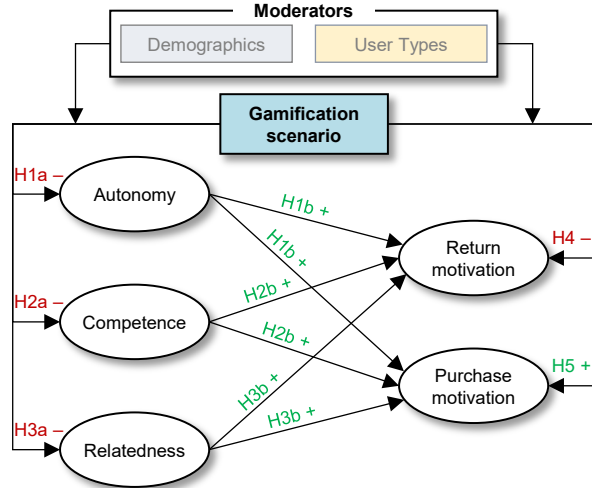 Moderators
Demographics
User Types
Gamification
scenario
H1a –
Autonomy
H1b +
H1b +
Return
motivation
H4 –
H2a –
Competence
H2b +
H2b +
Purchase
motivation
H5 +
H3a –
Relatedness
H3b +
H3b +